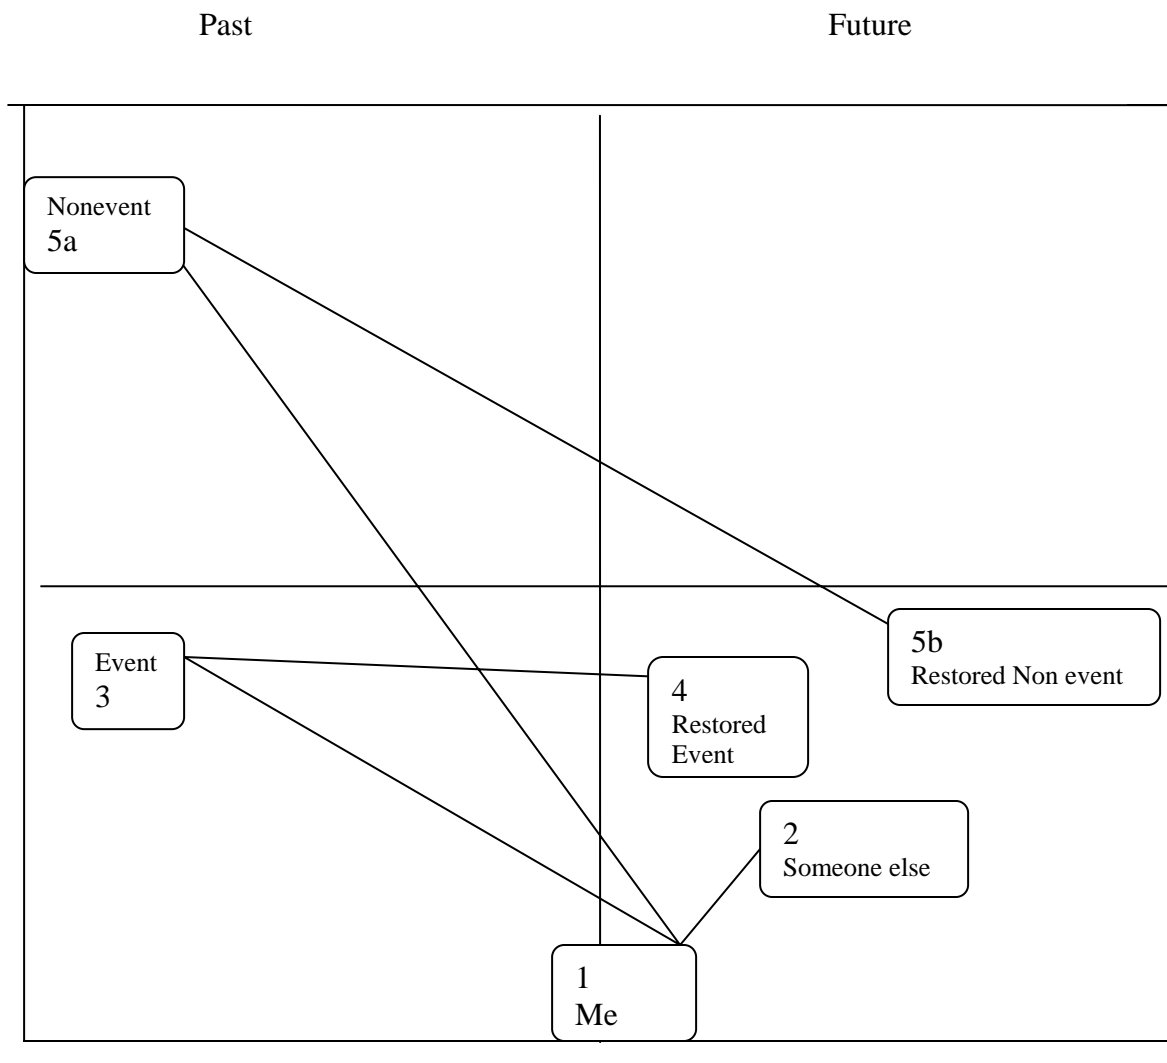 Past Future
Nonevent
5a
5b
Restored Non event
Event
3
4
Restored
Event
2
Someone else
1
Me